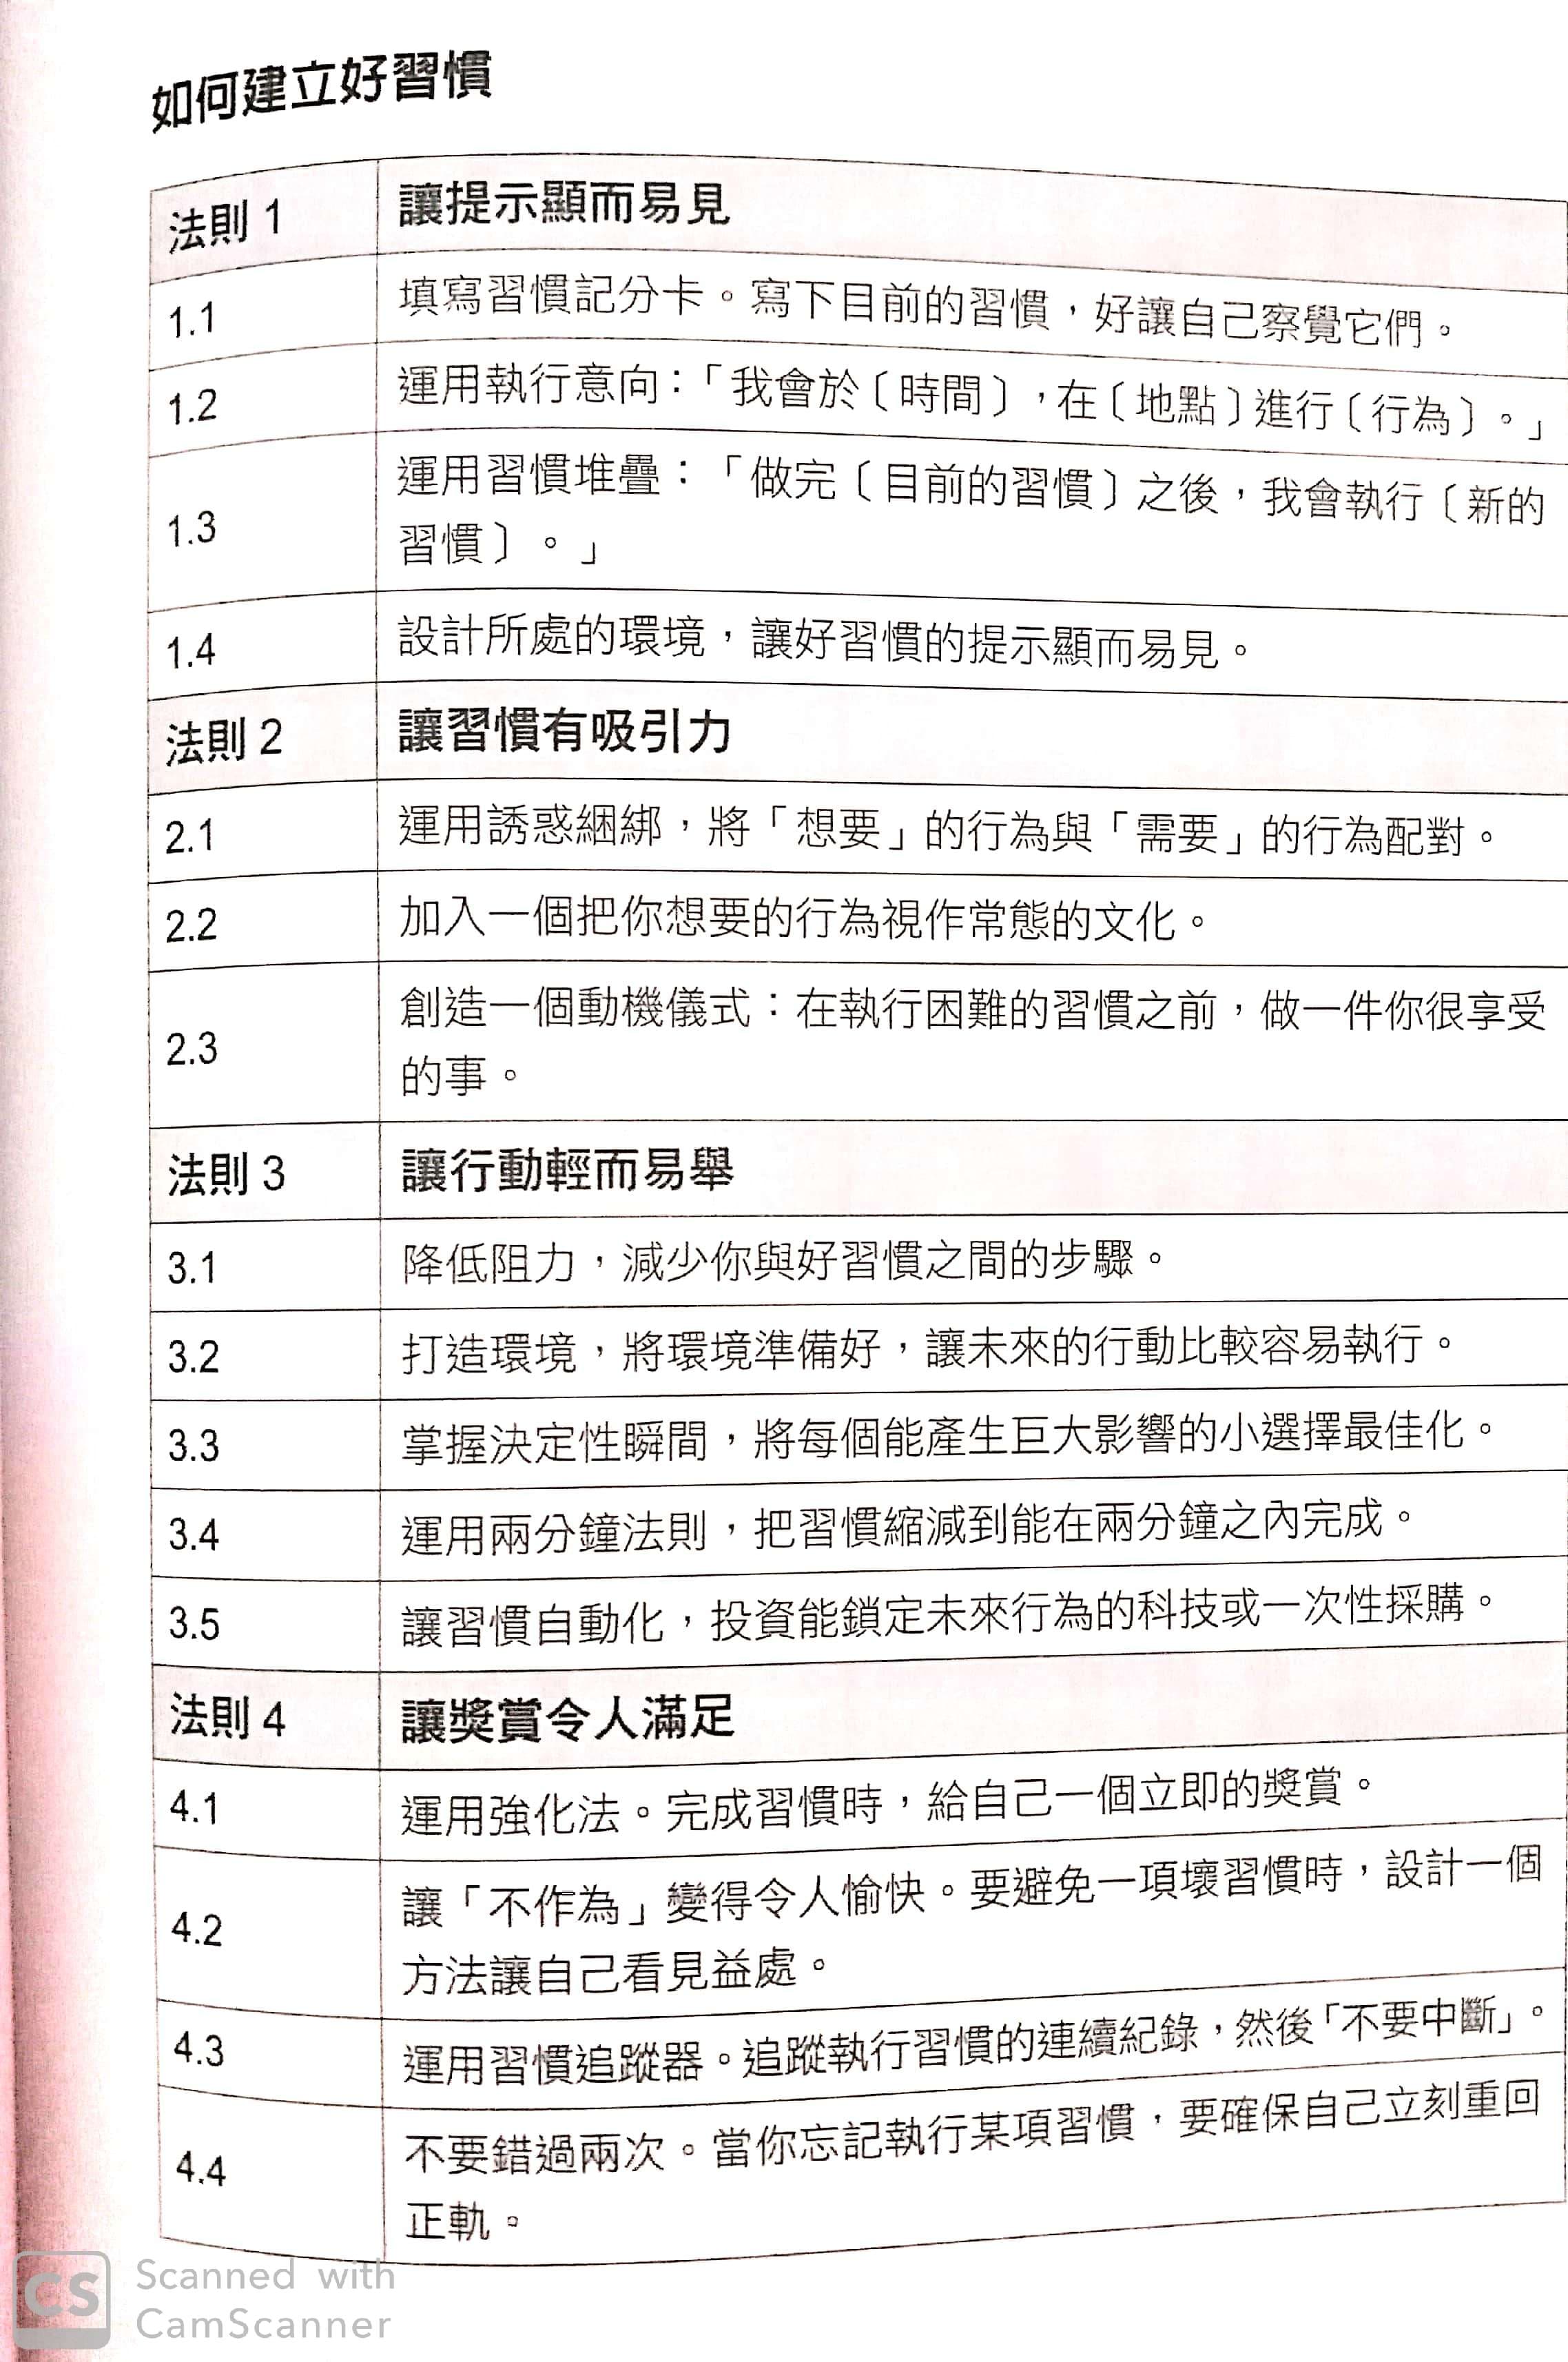 如何建立好習慣
法則 1 讓提示顯而易見
1.1 填寫習慣記分卡。寫下目前的習慣，好讓自己察覺它們。
1.2 運用執行意向：「我會於〔時間〕，在〔地點〕進行〔行為〕。」
1.3 運用習慣堆疊：「做完〔目前的習慣〕之後，我會執行〔新的
習慣〕。」
1.4 設計所處的環境，讓好習慣的提示顯而易見。
法則 2 讓習慣有吸引力
2.1 運用誘惑綑綁，將「想要」的行為與「需要」的行為配對。
2.2 加入一個把你想要的行為視作常態的文化。
2.3 創造一個動機儀式：在執行困難的習慣之前，做一件你很享受
的事。
法則 3 讓行動輕而易舉
3.1 降低阻力，減少你與好習慣之間的步驟。
3.2 打造環境，將環境準備好，讓未來的行動比較容易執行。
3.3 掌握決定性瞬間，將每個能產生巨大影響的小選擇最佳化。
3.4 運用兩分鐘法則，把習慣縮減到能在兩分鐘之內完成。
3.5 讓習慣自動化，投資能鎖定未來行為的科技或一次性採購。
法則 4 讓獎賞令人滿足
4.1 運用強化法。完成習慣時，給自己一個立即的獎賞。
4.2 讓「不作為」變得令人愉快。要避免一項壞習慣時，設計一個
方法讓自己看見益處。
4.3 運用習慣追蹤器。追蹤執行習慣的連續紀錄，然後「不要中斷」。
4.4 不要錯過兩次。當你忘記執行某項習慣，要確保自己立刻重回
正軌。
CS Scanned with
CamScanner